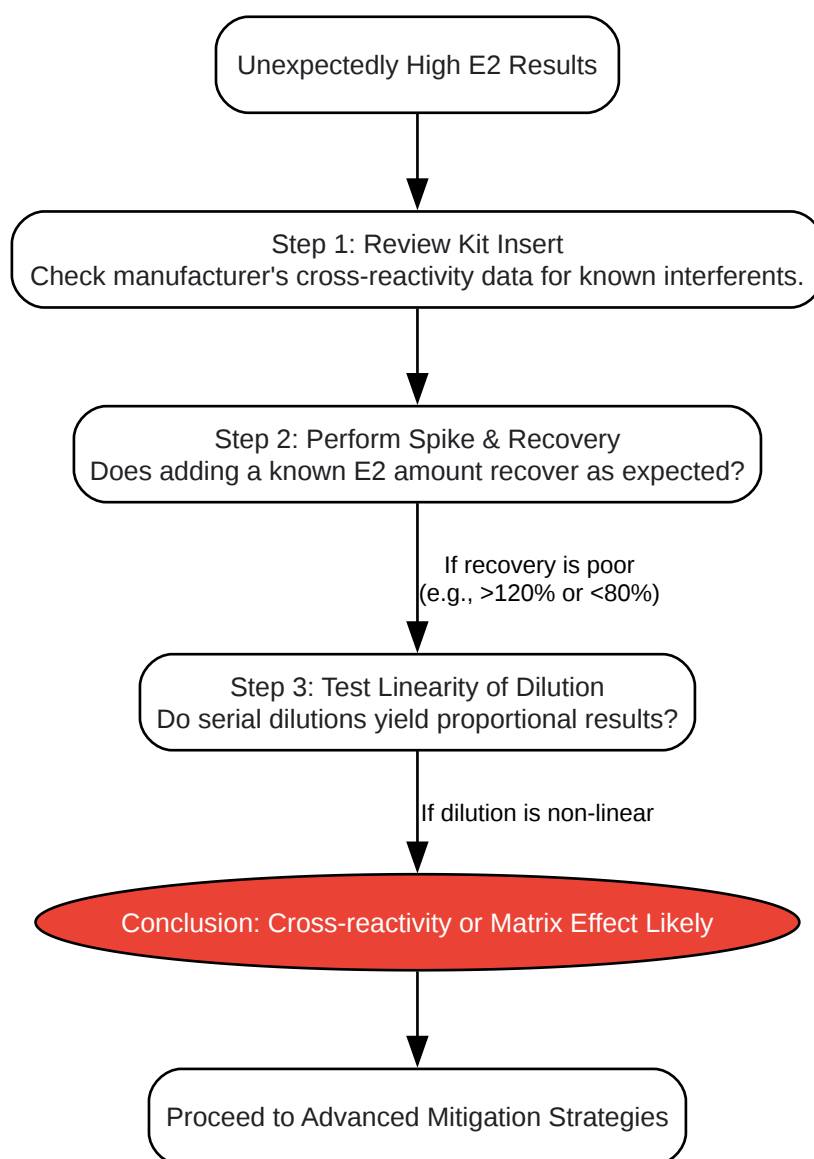 Unexpectedly High E2 Results
Step 1: Review Kit Insert
Check manufacturer's cross-reactivity data for known interferents.
Step 2: Perform Spike & Recovery
Does adding a known E2 amount recover as expected?
If recovery is poor
(e.g., >120% or <80%)
Step 3: Test Linearity of Dilution
Do serial dilutions yield proportional results?
If dilution is non-linear
Conclusion: Cross-reactivity or Matrix Effect Likely
Proceed to Advanced Mitigation Strategies